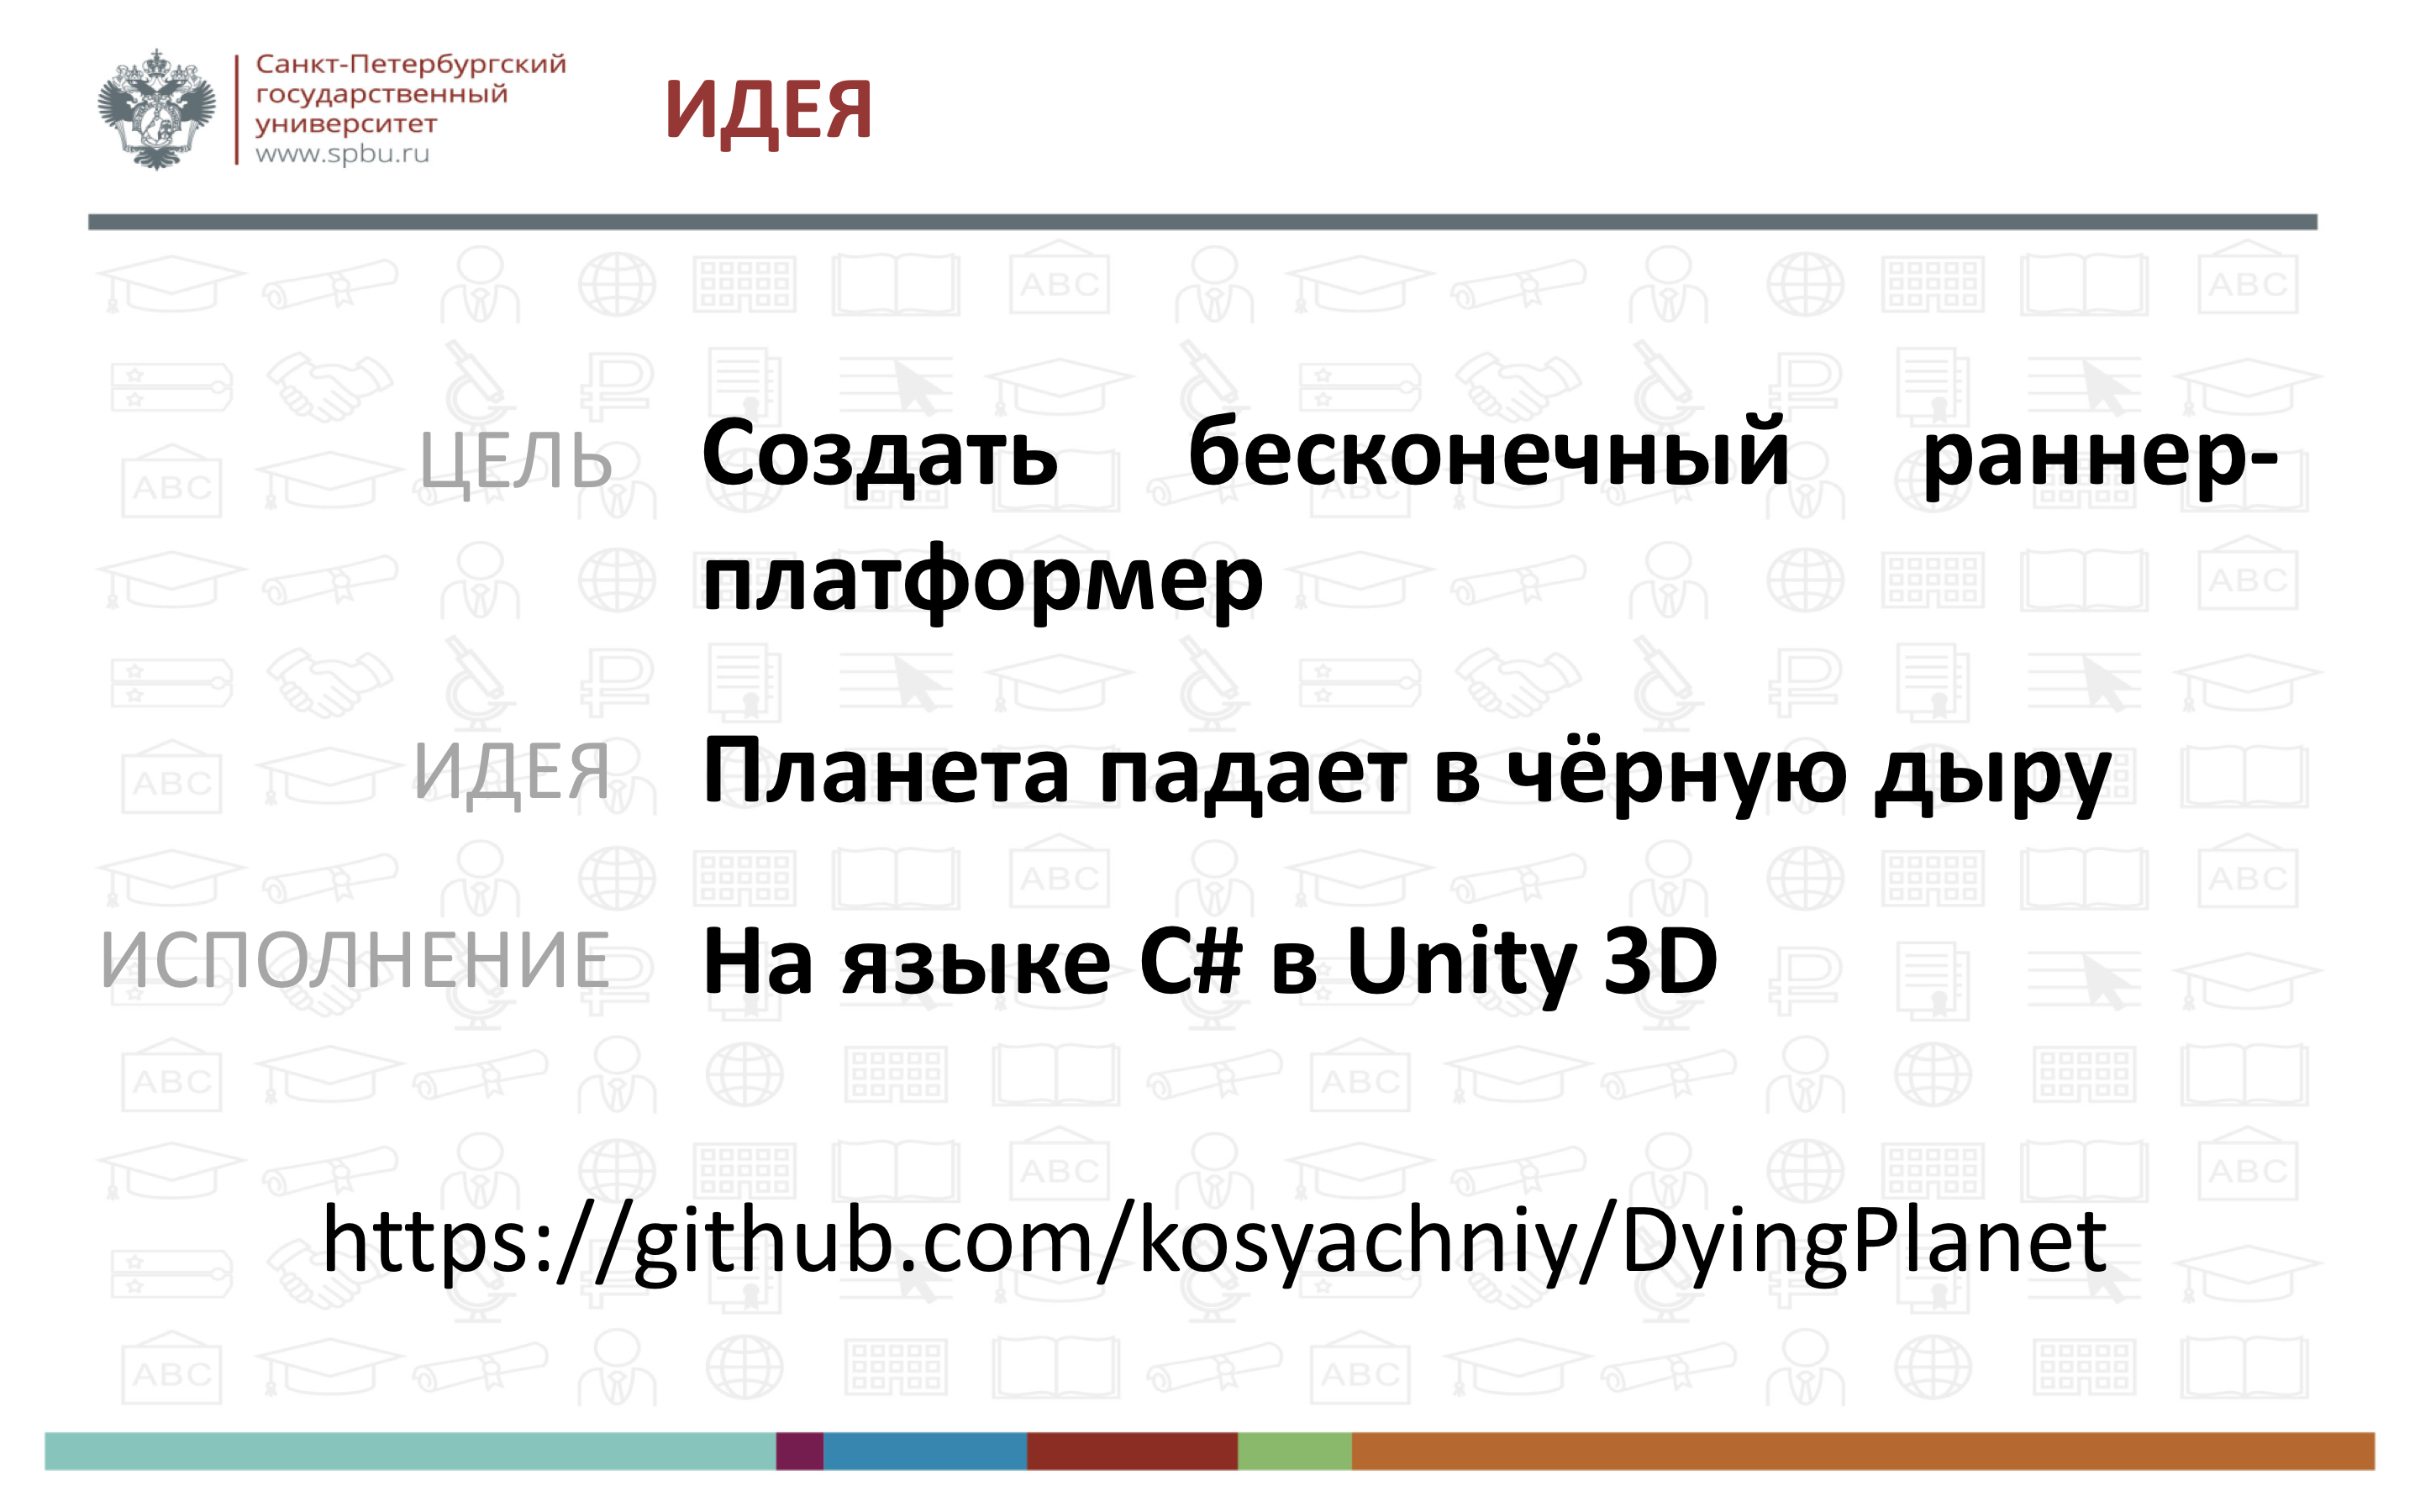 Санкт-Петербургский
государственный
университет
www.spbu.ru
ИДЕЯ
ЦЕЛЬ Создать бесконечный раннер-
платформер
ИДЕЯ Планета падает в чёрную дыру
ИСПОЛНЕНИЕ На языке C# в Unity 3D
https://github.com/kosyachniy/DyingPlanet